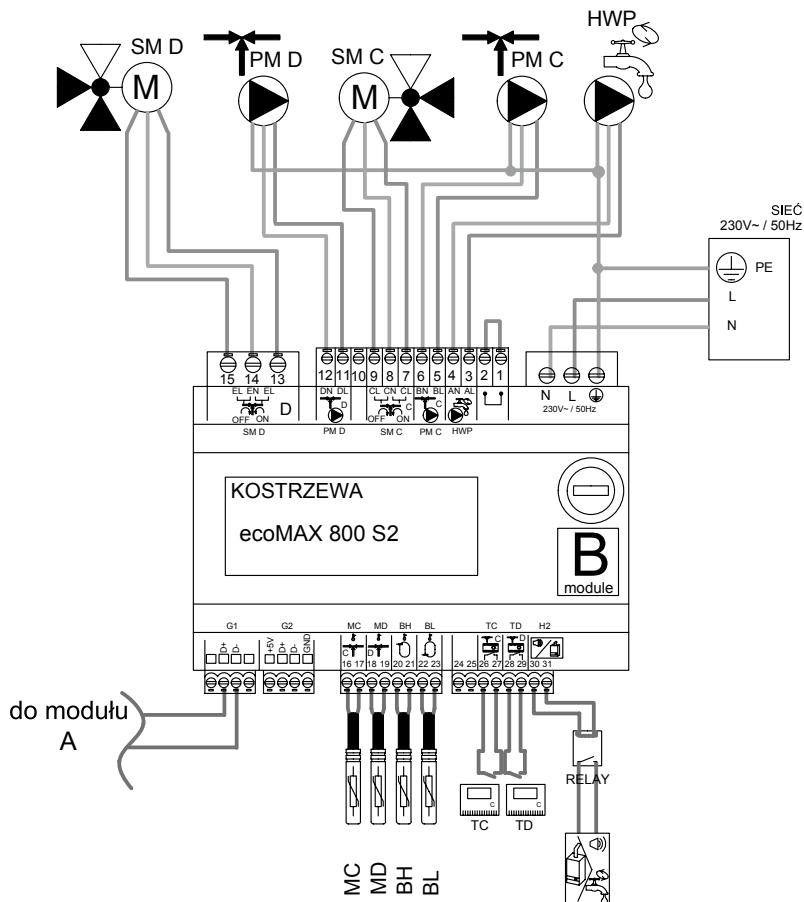 SM D
PM D
SM C
PM C
HWP
M
M
SIEĆ
230V~ / 50Hz
PE
L
N
15 14 13
12 11 10 9 8 7 6 5 4 3 2 1
EL EN EL
D
OFF ON
SM D
DN DL
D
PM D
CL CN CL
C
OFF ON
SM C
BN BL
C
PM C
AN AL
HWP
N L
230V~ / 50Hz
KOSTRZEWA
ecoMAX 800 S2
B
module
G1
D+
D-
G2
+5V
D+
D-
GND
MC MD BH BL
C D
16 17 18 19 20 21 22 23
TC TD H2
C D
24 25 26 27 28 29 30 31
do modułu
A
RELAY
C
C
TC
TD
MC
MD
BH
BL